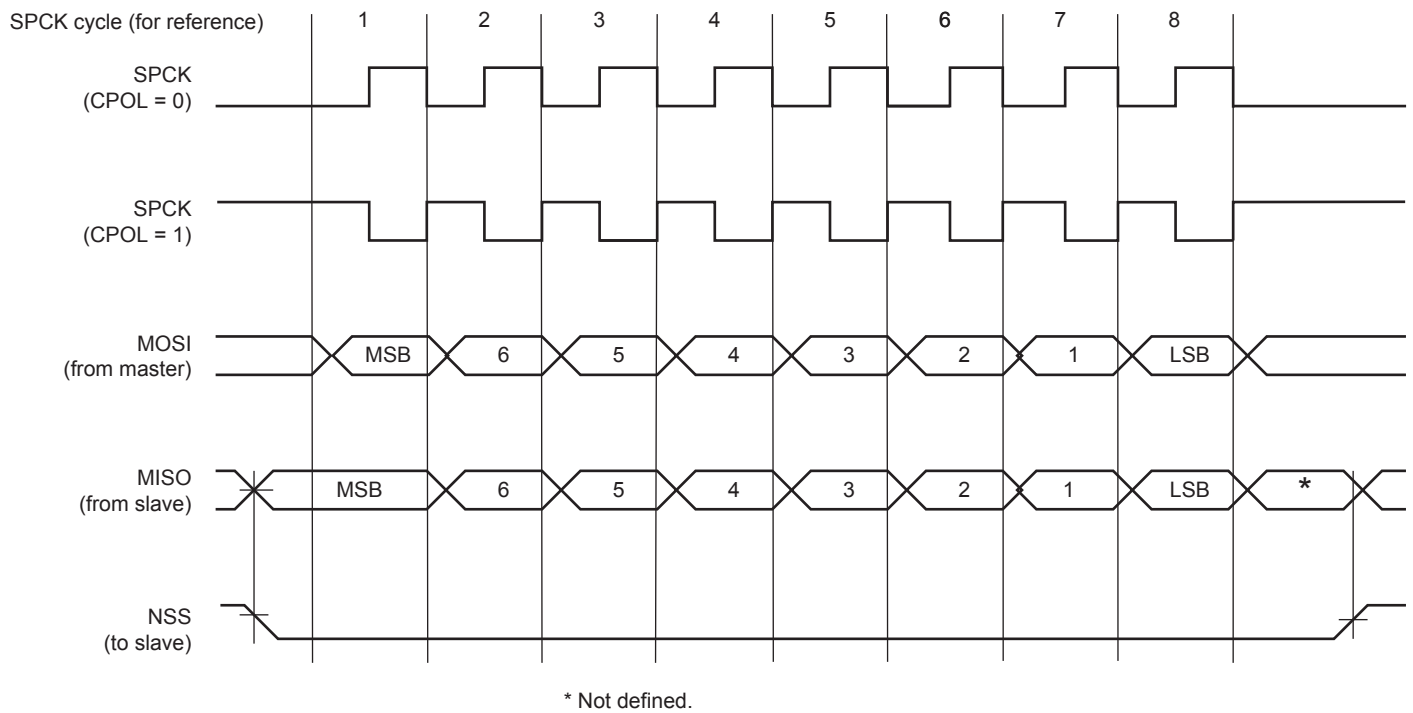 SPCK cycle (for reference) 1 2 3 4 5 6 7 8
SPCK
(CPOL = 0)
SPCK
(CPOL = 1)
MOSI
(from master)
MSB 6 5 4 3 2 1 LSB
MISO
(from slave)
MSB 6 5 4 3 2 1 LSB *
NSS
(to slave)
* Not defined.